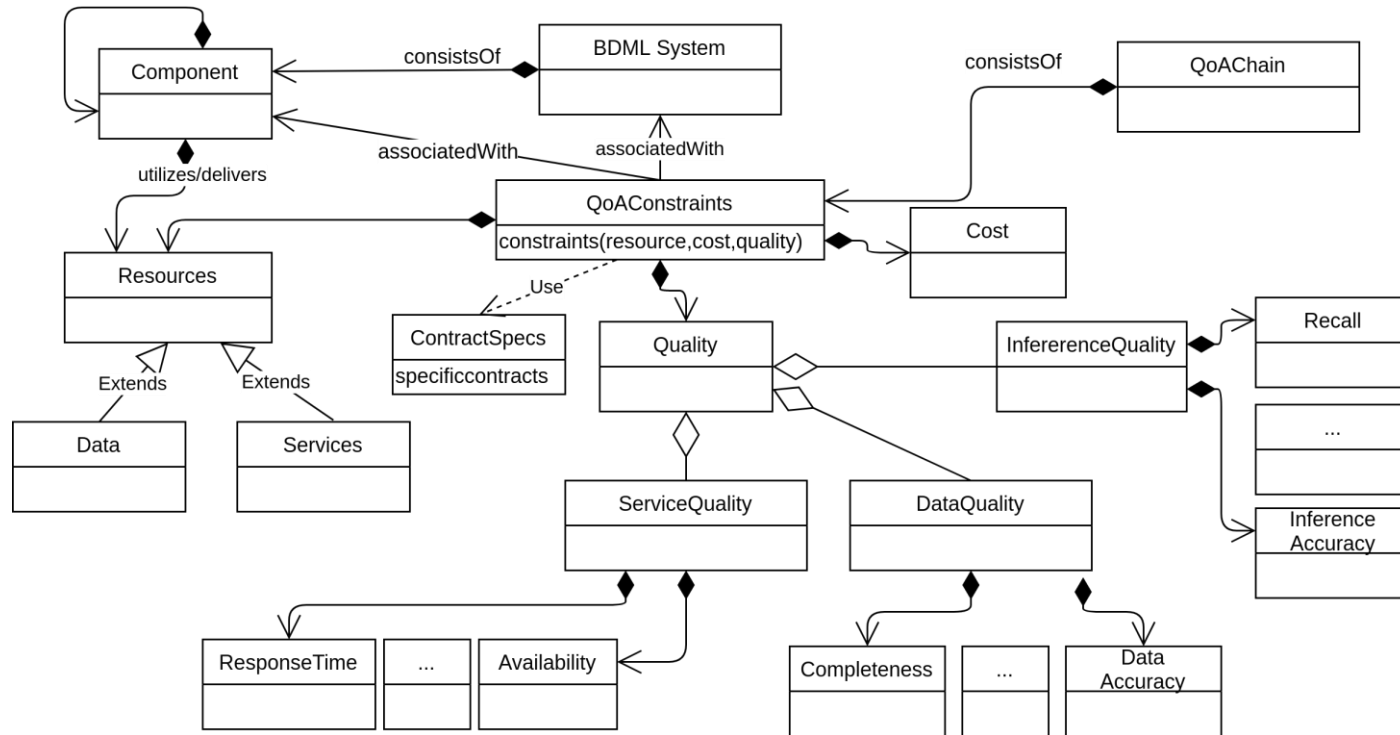 BDML System
consistsOf
Component
consistsOf
QoAChain
associatedWith
associatedWith
utilizes/delivers
QoAConstraints
constraints(resource,cost,quality)
Cost
Resources
Use
ContractSpecs
specificcontracts
Quality
InfererenceQuality
Recall
Extends
Extends
Data
Services
...
ServiceQuality
DataQuality
Inference
Accuracy
ResponseTime
...
Availability
Completeness
...
Data
Accuracy